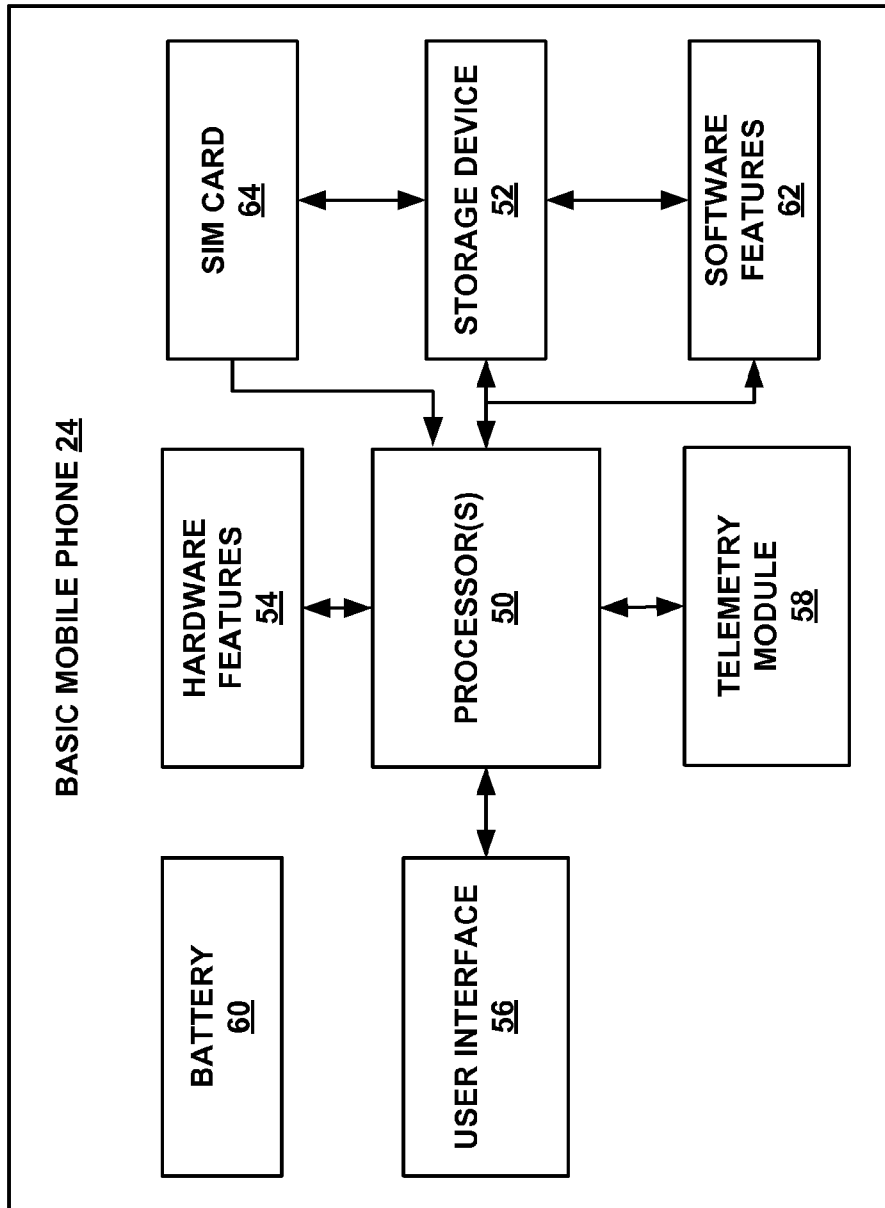 BASIC MOBILE PHONE 24
BATTERY
60
HARDWARE
FEATURES
54
SIM CARD
64
USER INTERFACE
56
PROCESSOR(S)
50
STORAGE DEVICE
52
TELEMETRY
MODULE
58
SOFTWARE
FEATURES
62